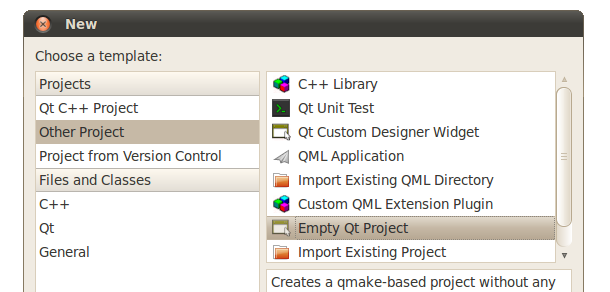 New
Choose a template:
Projects
Qt C++ Project
Other Project
Project from Version Control
Files and Classes
C++
Qt
General
C++ Library
Qt Unit Test
Qt Custom Designer Widget
QML Application
Import Existing QML Directory
Custom QML Extension Plugin
Empty Qt Project
Import Existing Project
Creates a qmake-based project without any